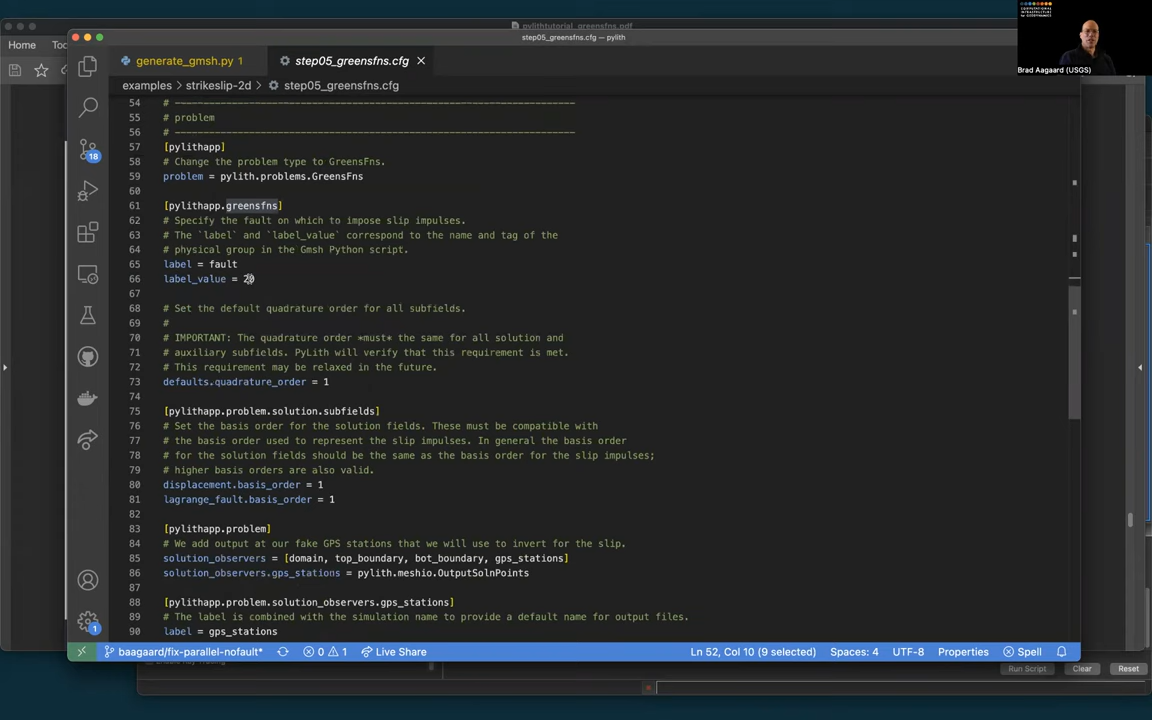 pylithtutorial_greensfns.pdf
step05_greensfns.cfg — pylith
COMPUTATIONAL
INFRASTRUCTURE
for GEODYNAMICS
Brad Aagaard (USGS)
Home
generate_gmsh.py 1
step05_greensfns.cfg
examples > strikeslip-2d > step05_greensfns.cfg
54 # -----------------------------------------------------------------
55 # problem
56 # -----------------------------------------------------------------
57 [pylithapp]
58 # Change the problem type to GreensFns.
59 problem = pylith.problems.GreensFns
60
61 [pylithapp.greensfns]
62 # Specify the fault on which to impose slip impulses.
63 # The `label` and `label_value` correspond to the name and tag of the
64 # physical group in the Gmsh Python script.
65 label = fault
66 label_value = 20
67
68 # Set the default quadrature order for all subfields.
69 #
70 # IMPORTANT: The quadrature order *must* the same for all solution and
71 # auxiliary subfields. PyLith will verify that this requirement is met.
72 # This requirement may be relaxed in the future.
73 defaults.quadrature_order = 1
74
75 [pylithapp.problem.solution.subfields]
76 # Set the basis order for the solution fields. These must be compatible with
77 # the basis order used to represent the slip impulses. In general the basis order
78 # for the solution fields should be the same as the basis order for the slip impulses;
79 # higher basis orders are also valid.
80 displacement.basis_order = 1
81 lagrange_fault.basis_order = 1
82
83 [pylithapp.problem]
84 # We add output at our fake GPS stations that we will use to invert for the slip.
85 solution_observers = [domain, top_boundary, bot_boundary, gps_stations]
86 solution_observers.gps_stations = pylith.meshio.OutputSolnPoints
87
88 [pylithapp.problem.solution_observers.gps_stations]
89 # The label is combined with the simulation name to provide a default name for output files.
90 label = gps_stations
18
1
baagaard/fix-parallel-nofault*
0 1
Live Share
Ln 52, Col 10 (9 selected)
Spaces: 4
UTF-8
Properties
Spell
Run Script
Clear
Reset